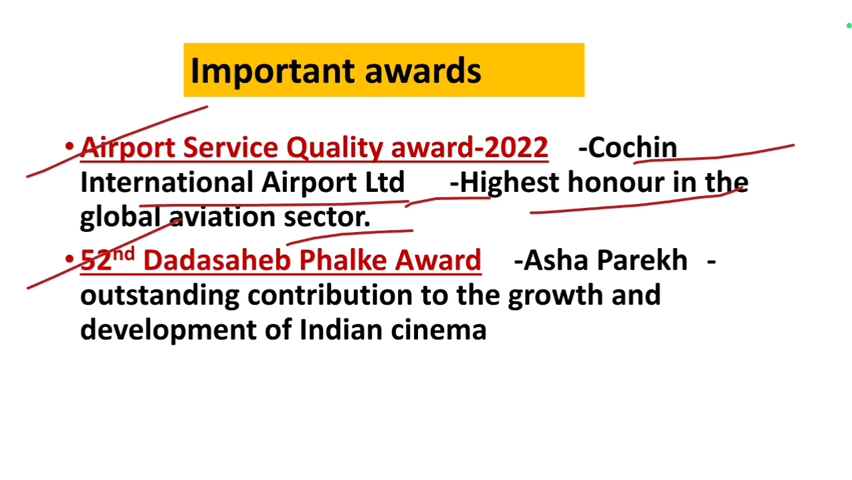 Important awards
• Airport Service Quality award-2022 -Cochin
International Airport Ltd -Highest honour in the
global aviation sector.
• 52nd Dadasaheb Phalke Award -Asha Parekh -
outstanding contribution to the growth and
development of Indian cinema